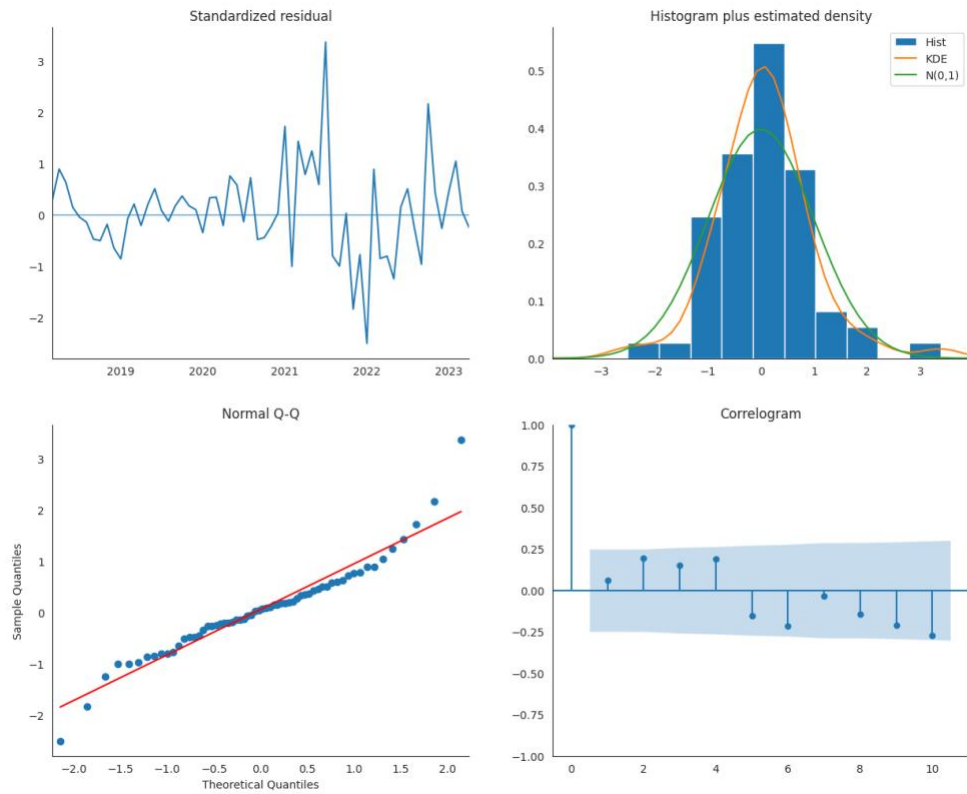 Standardized residual
3
2
1
0
−1
−2
2019 2020 2021 2022 2023
Histogram plus estimated density
Hist
KDE
N(0,1)
0.5
0.4
0.3
0.2
0.1
0.0
−3 −2 −1 0 1 2 3
Normal Q-Q
Sample Quantiles
3
2
1
0
−1
−2
−2.0 −1.5 −1.0 −0.5 0.0 0.5 1.0 1.5 2.0
Theoretical Quantiles
Correlogram
1.00
0.75
0.50
0.25
0.00
−0.25
−0.50
−0.75
−1.00
0 2 4 6 8 10